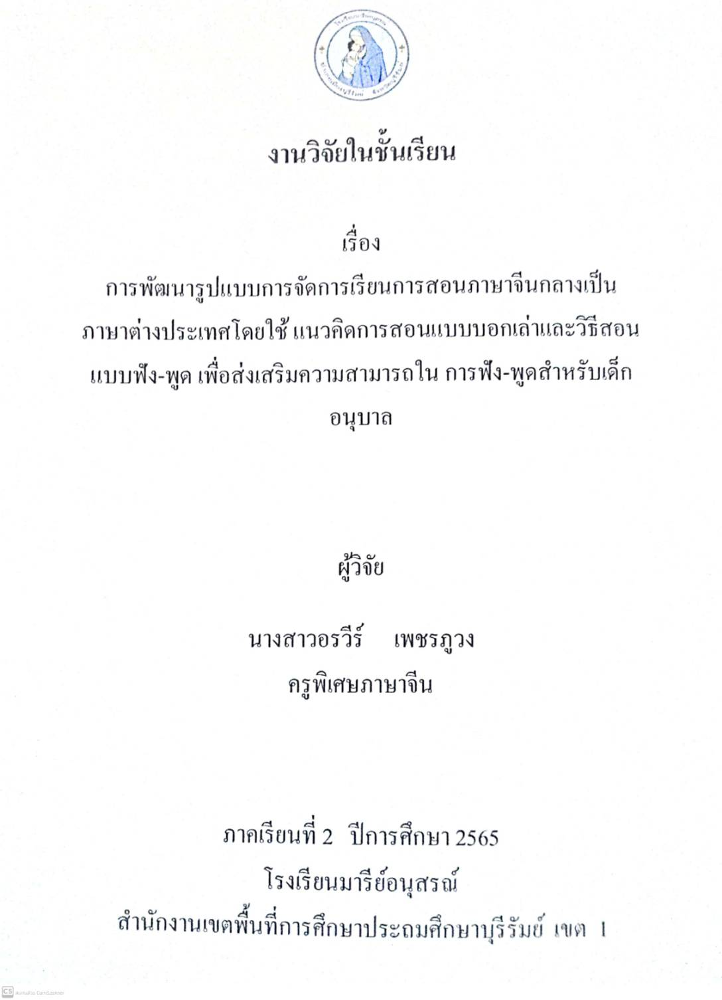 งานวิจัยในชั้นเรียน
เรื่อง
การพัฒนารูปแบบการจัดการเรียนการสอนภาษาจีนกลางเป็น
ภาษาต่างประเทศโดยใช้ แนวคิดการสอนแบบบอกเล่าและวิธีสอน
แบบฟัง-พูด เพื่อส่งเสริมความสามารถใน การฟัง-พูดสำหรับเด็ก
อนุบาล
ผู้วิจัย
นางสาวอรวีร์ เพชรภูวง
ครูพิเศษภาษาจีน
ภาคเรียนที่ 2 ปีการศึกษา 2565
โรงเรียนมารีย์อนุสรณ์
สำนักงานเขตพื้นที่การศึกษาประถมศึกษาบุรีรัมย์ เขต 1
CS สแกนด้วย CamScanner